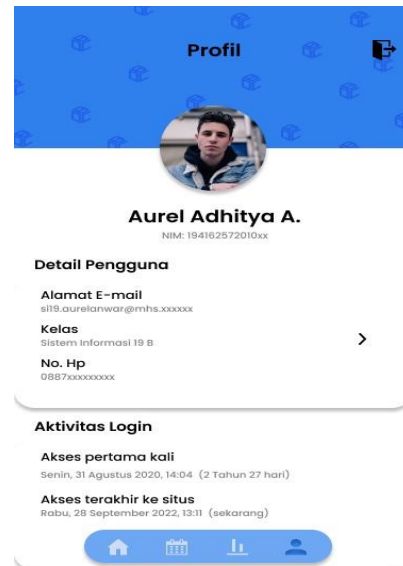 Profil
Aurel Adhitya A.
NIM: 194162572010xx
Detail Pengguna
Alamat E-mail
si19.aurelanwar@mhs.xxxxxx
Kelas
Sistem Informasi 19 B
No. Hp
0887xxxxxxxxx
Aktivitas Login
Akses pertama kali
Senin, 31 Agustus 2020, 14:04 (2 Tahun 27 hari)
Akses terakhir ke situs
Rabu, 28 September 2022, 13:11 (sekarang)